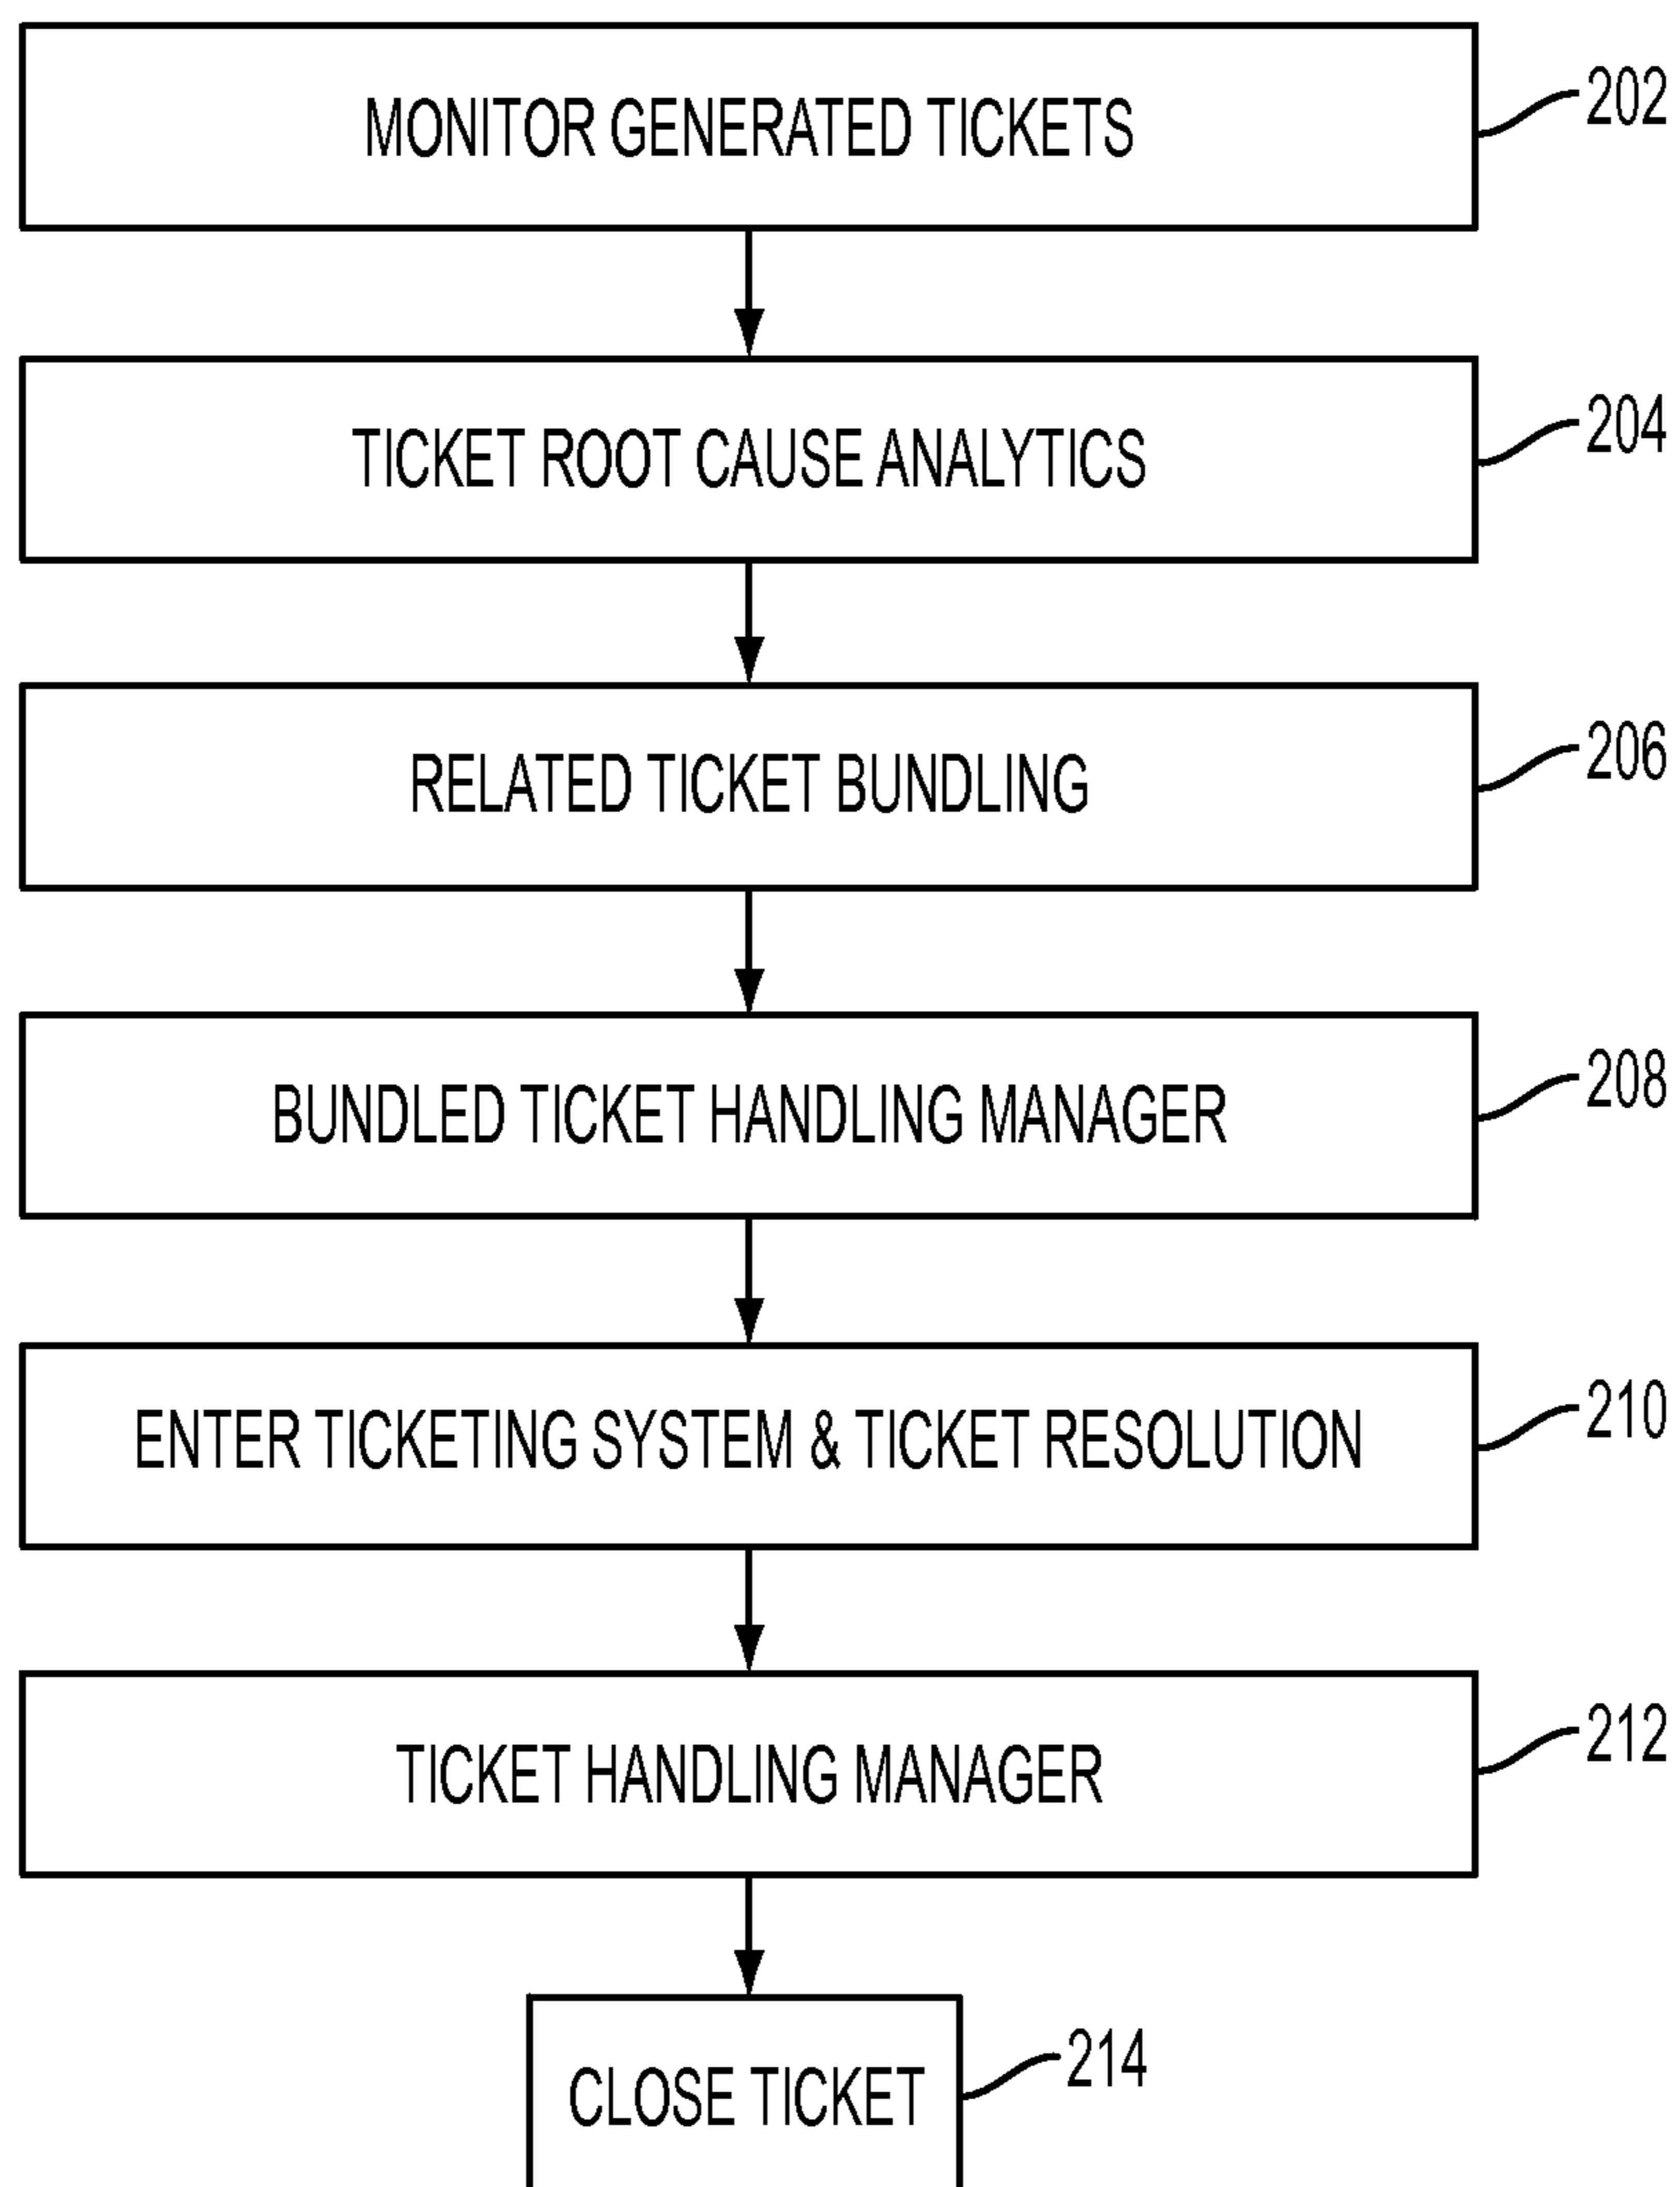 MONITOR GENERATED TICKETS
202
TICKET ROOT CAUSE ANALYTICS
204
RELATED TICKET BUNDLING
206
BUNDLED TICKET HANDLING MANAGER
208
ENTER TICKETING SYSTEM & TICKET RESOLUTION
210
TICKET HANDLING MANAGER
212
CLOSE TICKET
214